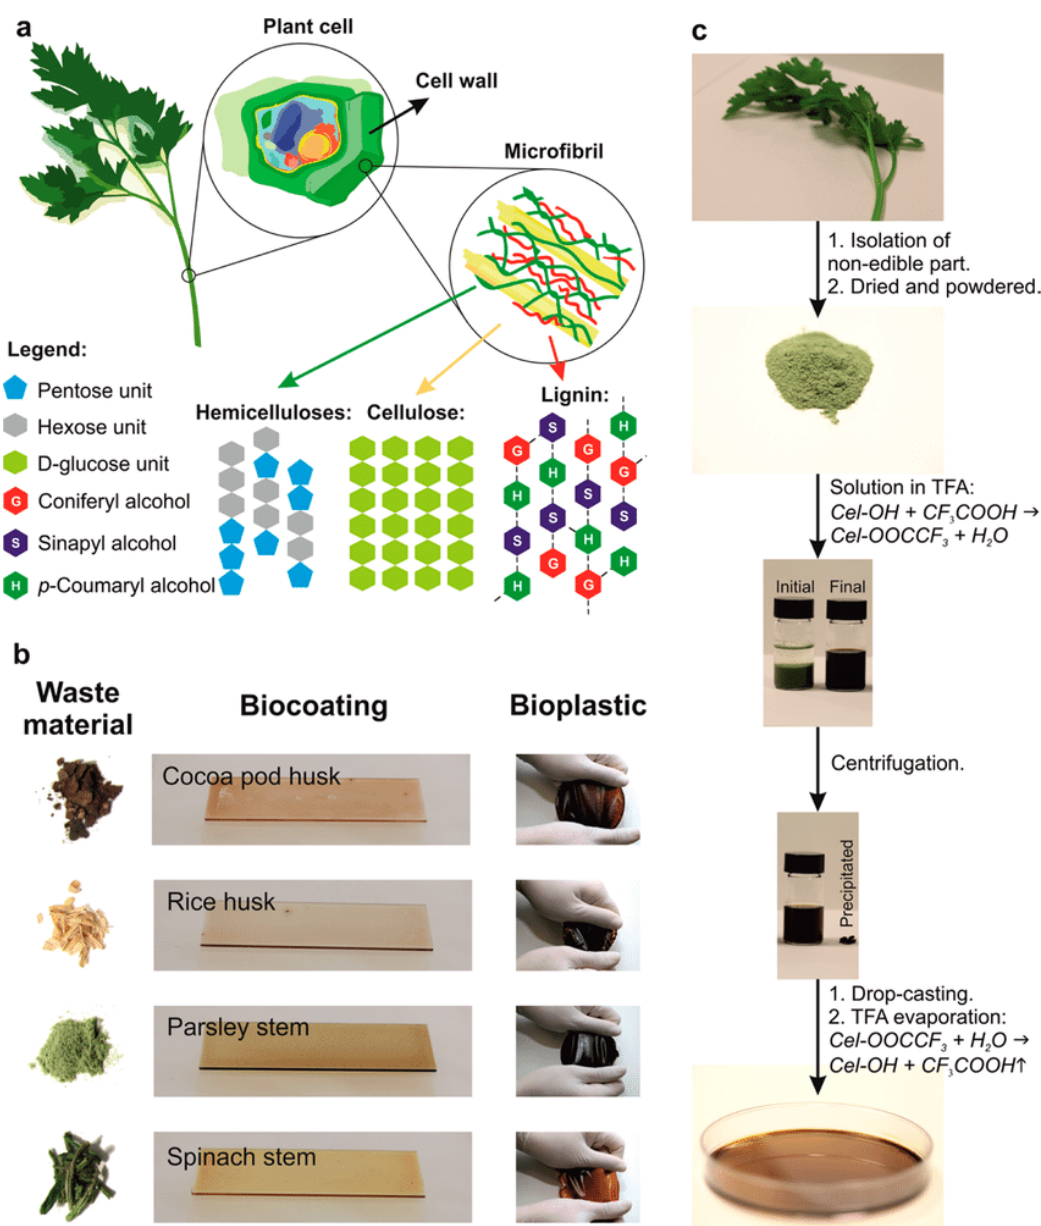 a
Plant cell
Cell wall
Microfibril
Legend:
Pentose unit
Hexose unit
D-glucose unit
G Coniferyl alcohol
S Sinapyl alcohol
H p-Coumaryl alcohol
Hemicelluloses:
Cellulose:
Lignin:
S H
G G
H G
H S
S S
H H
S
G
H G
b
Waste
material
Biocoating
Bioplastic
Cocoa pod husk
Rice husk
Parsley stem
Spinach stem
c
1. Isolation of
non-edible part.
2. Dried and powdered.
Solution in TFA:
Cel-OH + CF₃COOH →
Cel-OOCCF₃ + H₂O
Initial Final
Centrifugation.
Precipitated
1. Drop-casting.
2. TFA evaporation:
Cel-OOCCF₃ + H₂O →
Cel-OH + CF₃COOH↑